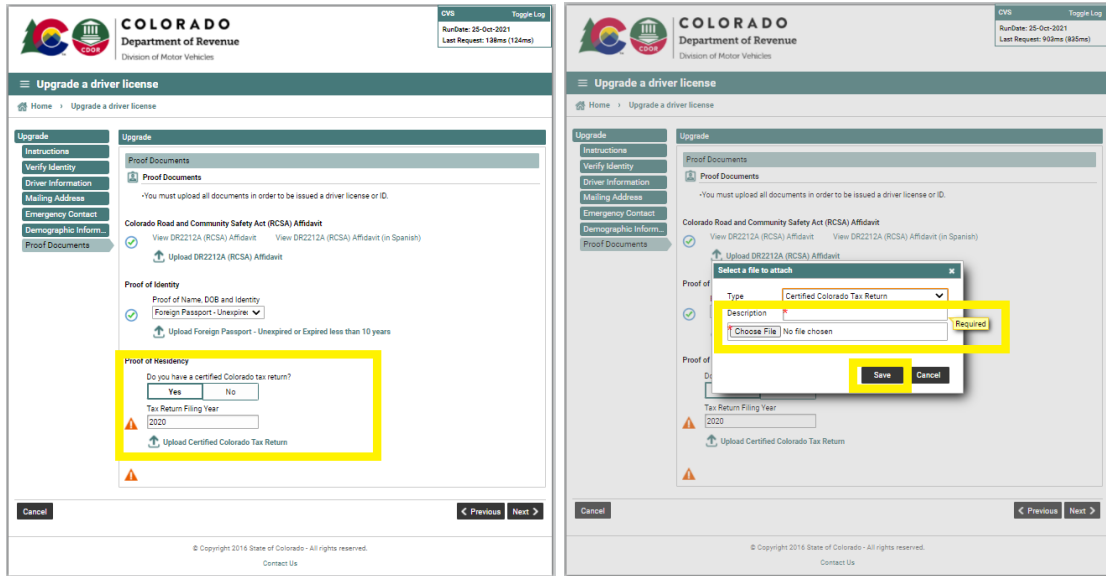 CDOR
COLORADO
Department of Revenue
Division of Motor Vehicles
CVS Toggle Log
RunDate: 25-Oct-2021
Last Request: 138ms (124ms)
Upgrade a driver license
Home › Upgrade a driver license
Upgrade
Instructions
Verify Identity
Driver Information
Mailing Address
Emergency Contact
Demographic Inform...
Proof Documents
Upgrade
Proof Documents
Proof Documents
•You must upload all documents in order to be issued a driver license or ID.
Colorado Road and Community Safety Act (RCSA) Affidavit
View DR2212A (RCSA) Affidavit View DR2212A (RCSA) Affidavit (in Spanish)
Upload DR2212A (RCSA) Affidavit
Proof of Identity
Proof of Name, DOB and Identity
Foreign Passport - Unexpired
Upload Foreign Passport - Unexpired or Expired less than 10 years
Proof of Residency
Do you have a certified Colorado tax return?
Yes No
Tax Return Filing Year
2020
Upload Certified Colorado Tax Return
Cancel
Previous Next
© Copyright 2016 State of Colorado - All rights reserved.
Contact Us
CDOR
COLORADO
Department of Revenue
Division of Motor Vehicles
CVS Toggle Log
RunDate: 25-Oct-2021
Last Request: 903ms (835ms)
Upgrade a driver license
Home › Upgrade a driver license
Upgrade
Instructions
Verify Identity
Driver Information
Mailing Address
Emergency Contact
Demographic Inform...
Proof Documents
Upgrade
Proof Documents
Proof Documents
•You must upload all documents in order to be issued a driver license or ID.
Colorado Road and Community Safety Act (RCSA) Affidavit
View DR2212A (RCSA) Affidavit View DR2212A (RCSA) Affidavit (in Spanish)
Upload DR2212A (RCSA) Affidavit
Select a file to attach
Type Certified Colorado Tax Return
Description *
Required
* Choose File No file chosen
Save Cancel
Proof of
Proof of
Do
Tax Return Filing Year
2020
Upload Certified Colorado Tax Return
Cancel
Previous Next
© Copyright 2016 State of Colorado - All rights reserved.
Contact Us